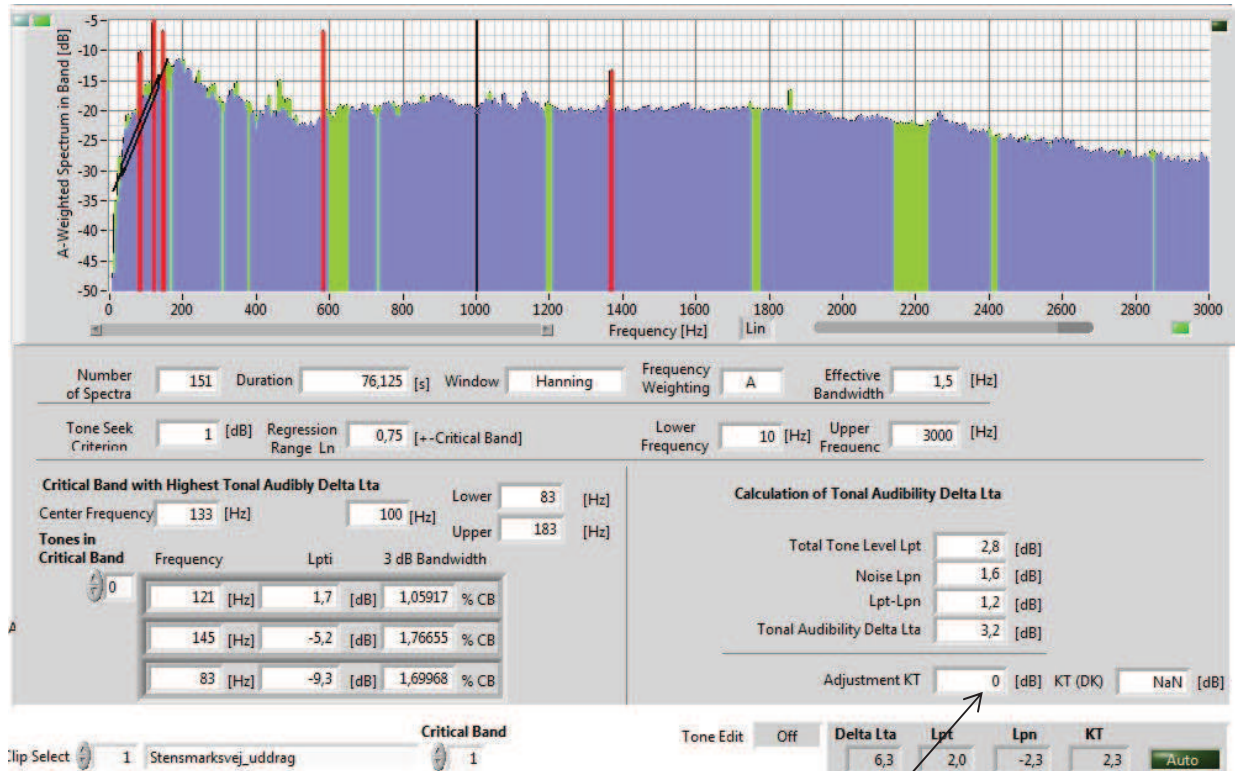 A-Weighted Spectrum in Band [dB]
-5
-10
-15
-20
-25
-30
-35
-40
-45
-50
0 200 400 600 800 1000 1200 1400 1600 1800 2000 2200 2400 2600 2800 3000
Frequency [Hz] Lin
Number of Spectra 151 Duration 76,125 [s] Window Hanning Frequency Weighting A Effective Bandwidth 1,5 [Hz]
Tone Seek Criterion 1 [dB] Regression Range Ln 0,75 [+-Critical Band] Lower Frequency 10 [Hz] Upper Frequenc 3000 [Hz]
Critical Band with Highest Tonal Audibly Delta Lta
Center Frequency 133 [Hz] 100 [Hz] Lower 83 [Hz]
Upper 183 [Hz]
Tones in
Critical Band Frequency Lpti 3 dB Bandwidth
0
121 [Hz] 1,7 [dB] 1,05917 % CB
145 [Hz] -5,2 [dB] 1,76655 % CB
83 [Hz] -9,3 [dB] 1,69968 % CB
Calculation of Tonal Audibility Delta Lta
Total Tone Level Lpt 2,8 [dB]
Noise Lpn 1,6 [dB]
Lpt-Lpn 1,2 [dB]
Tonal Audibility Delta Lta 3,2 [dB]
Adjustment KT 0 [dB] KT (DK) NaN [dB]
Clip Select 1 Stensmarksvej_uddrag Critical Band 1
Tone Edit Off Delta Lta Lpt Lpn KT
6,3 2,0 -2,3 2,3 Auto